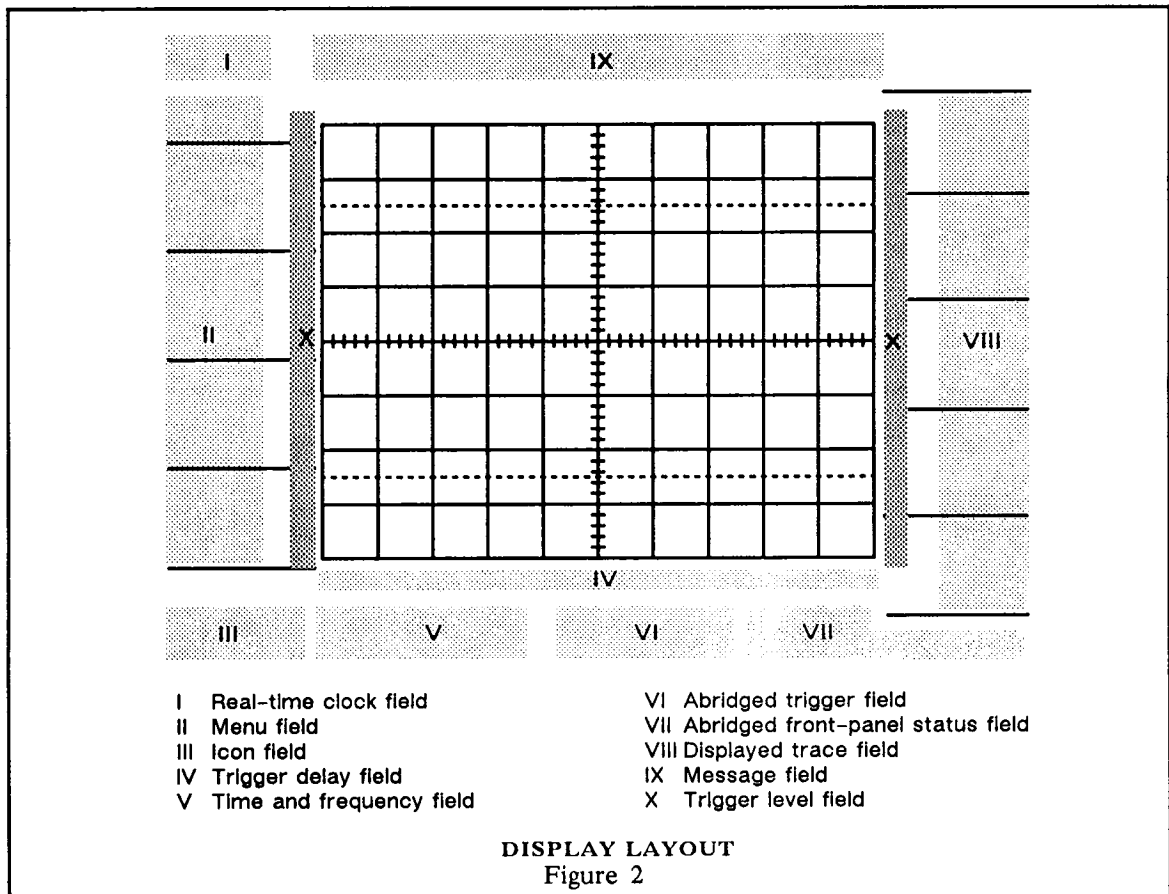 I IX
II X X VIII
IV
III V VI VII
I Real-time clock field
II Menu field
III Icon field
IV Trigger delay field
V Time and frequency field
VI Abridged trigger field
VII Abridged front-panel status field
VIII Displayed trace field
IX Message field
X Trigger level field
DISPLAY LAYOUT
Figure 2